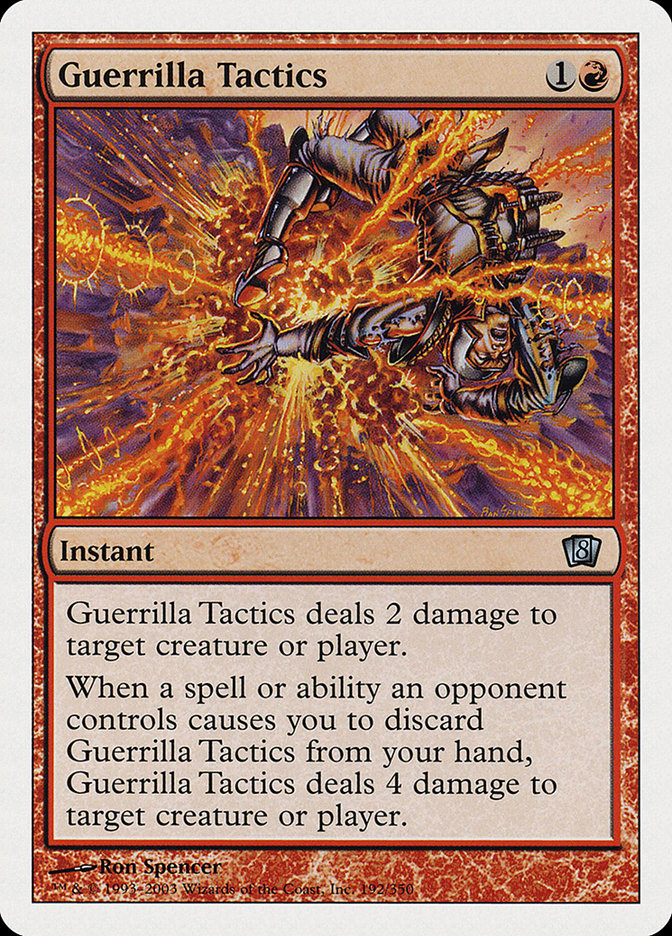 Guerrilla Tactics 1
Instant 8
Guerrilla Tactics deals 2 damage to
target creature or player.
When a spell or ability an opponent
controls causes you to discard
Guerrilla Tactics from your hand,
Guerrilla Tactics deals 4 damage to
target creature or player.
Ron Spencer
™ & © 1993–2003 Wizards of the Coast, Inc. 192/350